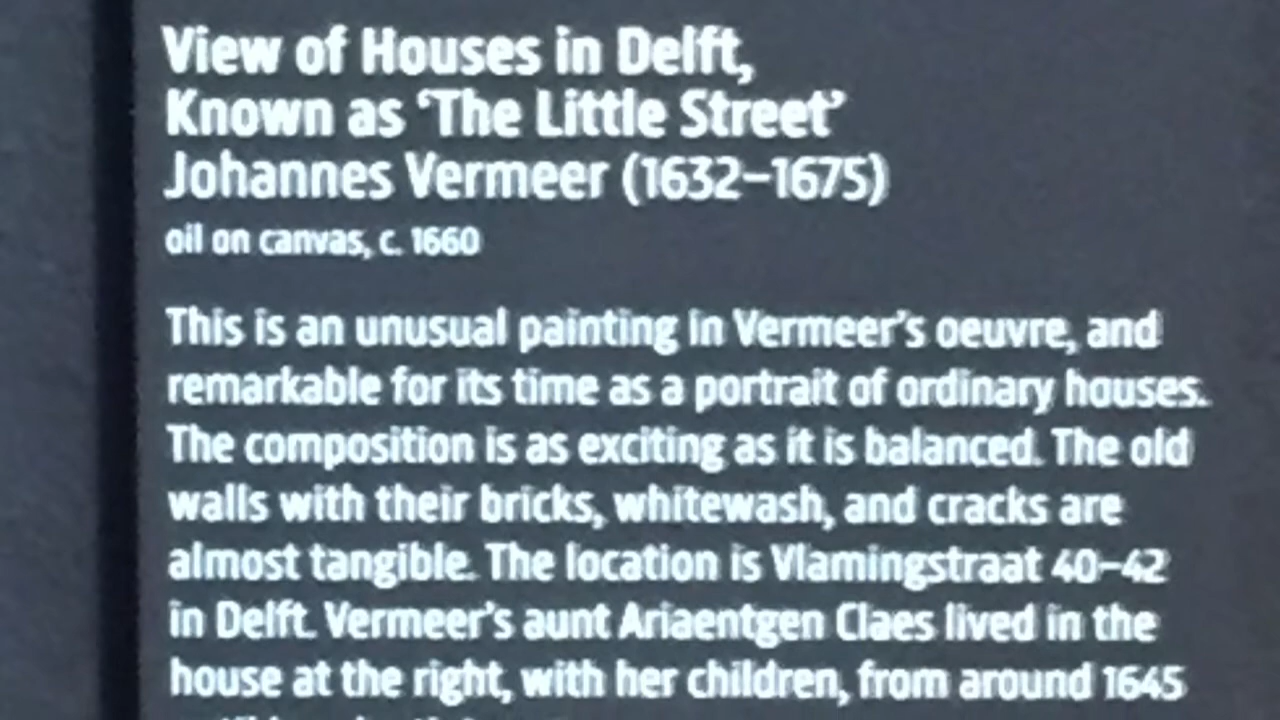 View of Houses in Delft,
Known as ‘The Little Street’
Johannes Vermeer (1632–1675)
oil on canvas, c. 1660
This is an unusual painting in Vermeer’s oeuvre, and
remarkable for its time as a portrait of ordinary houses.
The composition is as exciting as it is balanced. The old
walls with their bricks, whitewash, and cracks are
almost tangible. The location is Vlamingstraat 40–42
in Delft. Vermeer’s aunt Ariaentgen Claes lived in the
house at the right, with her children, from around 1645